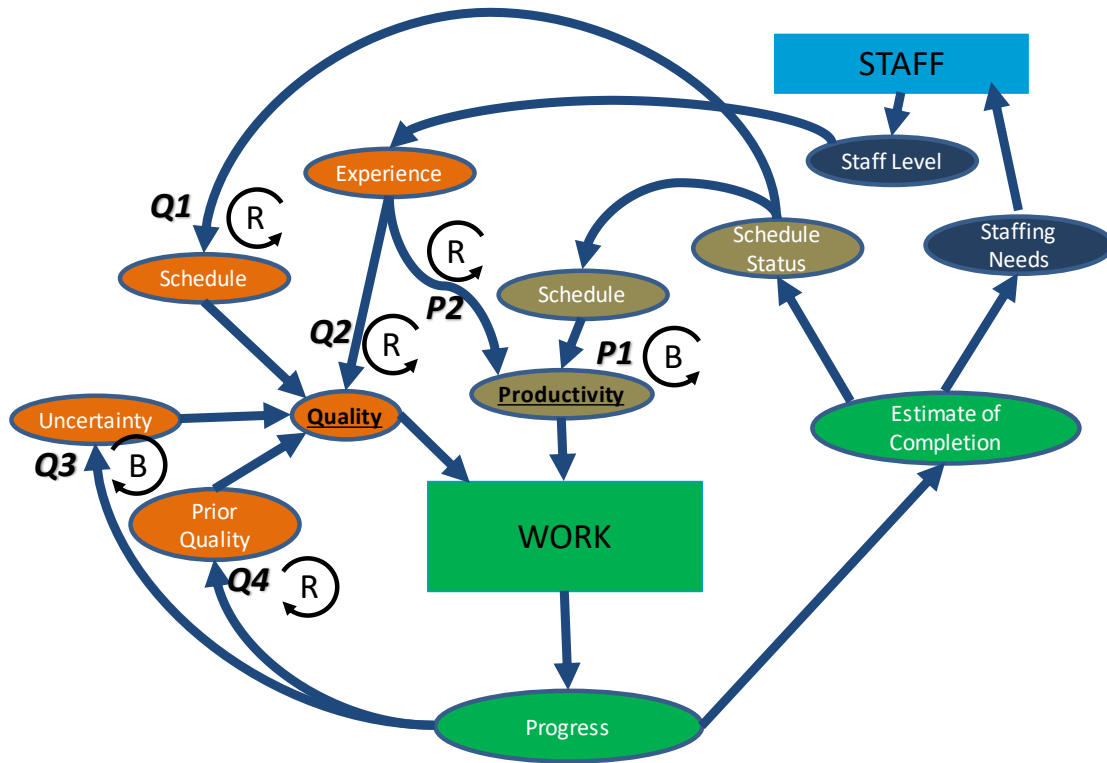 STAFF
Staff Level
Experience
Q1
R
R
Schedule
Status
Staffing
Needs
Schedule
Schedule
P2
Q2
R
P1
B
Productivity
Uncertainty
Quality
Estimate of
Completion
Q3
B
Prior
Quality
WORK
Q4
R
Progress